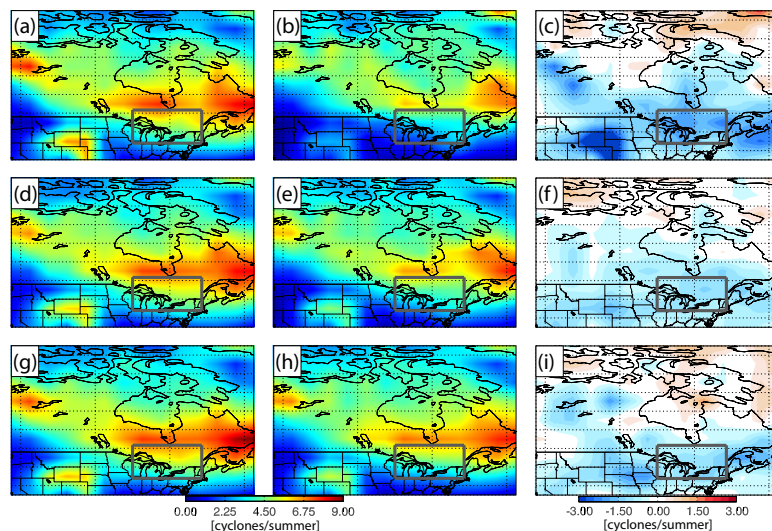 (a) (b) (c)
(d) (e) (f)
(g) (h) (i)
0.00 2.25 4.50 6.75 9.00 -3.00 -1.50 0.00 1.50 3.00
[cyclones/summer] [cyclones/summer]